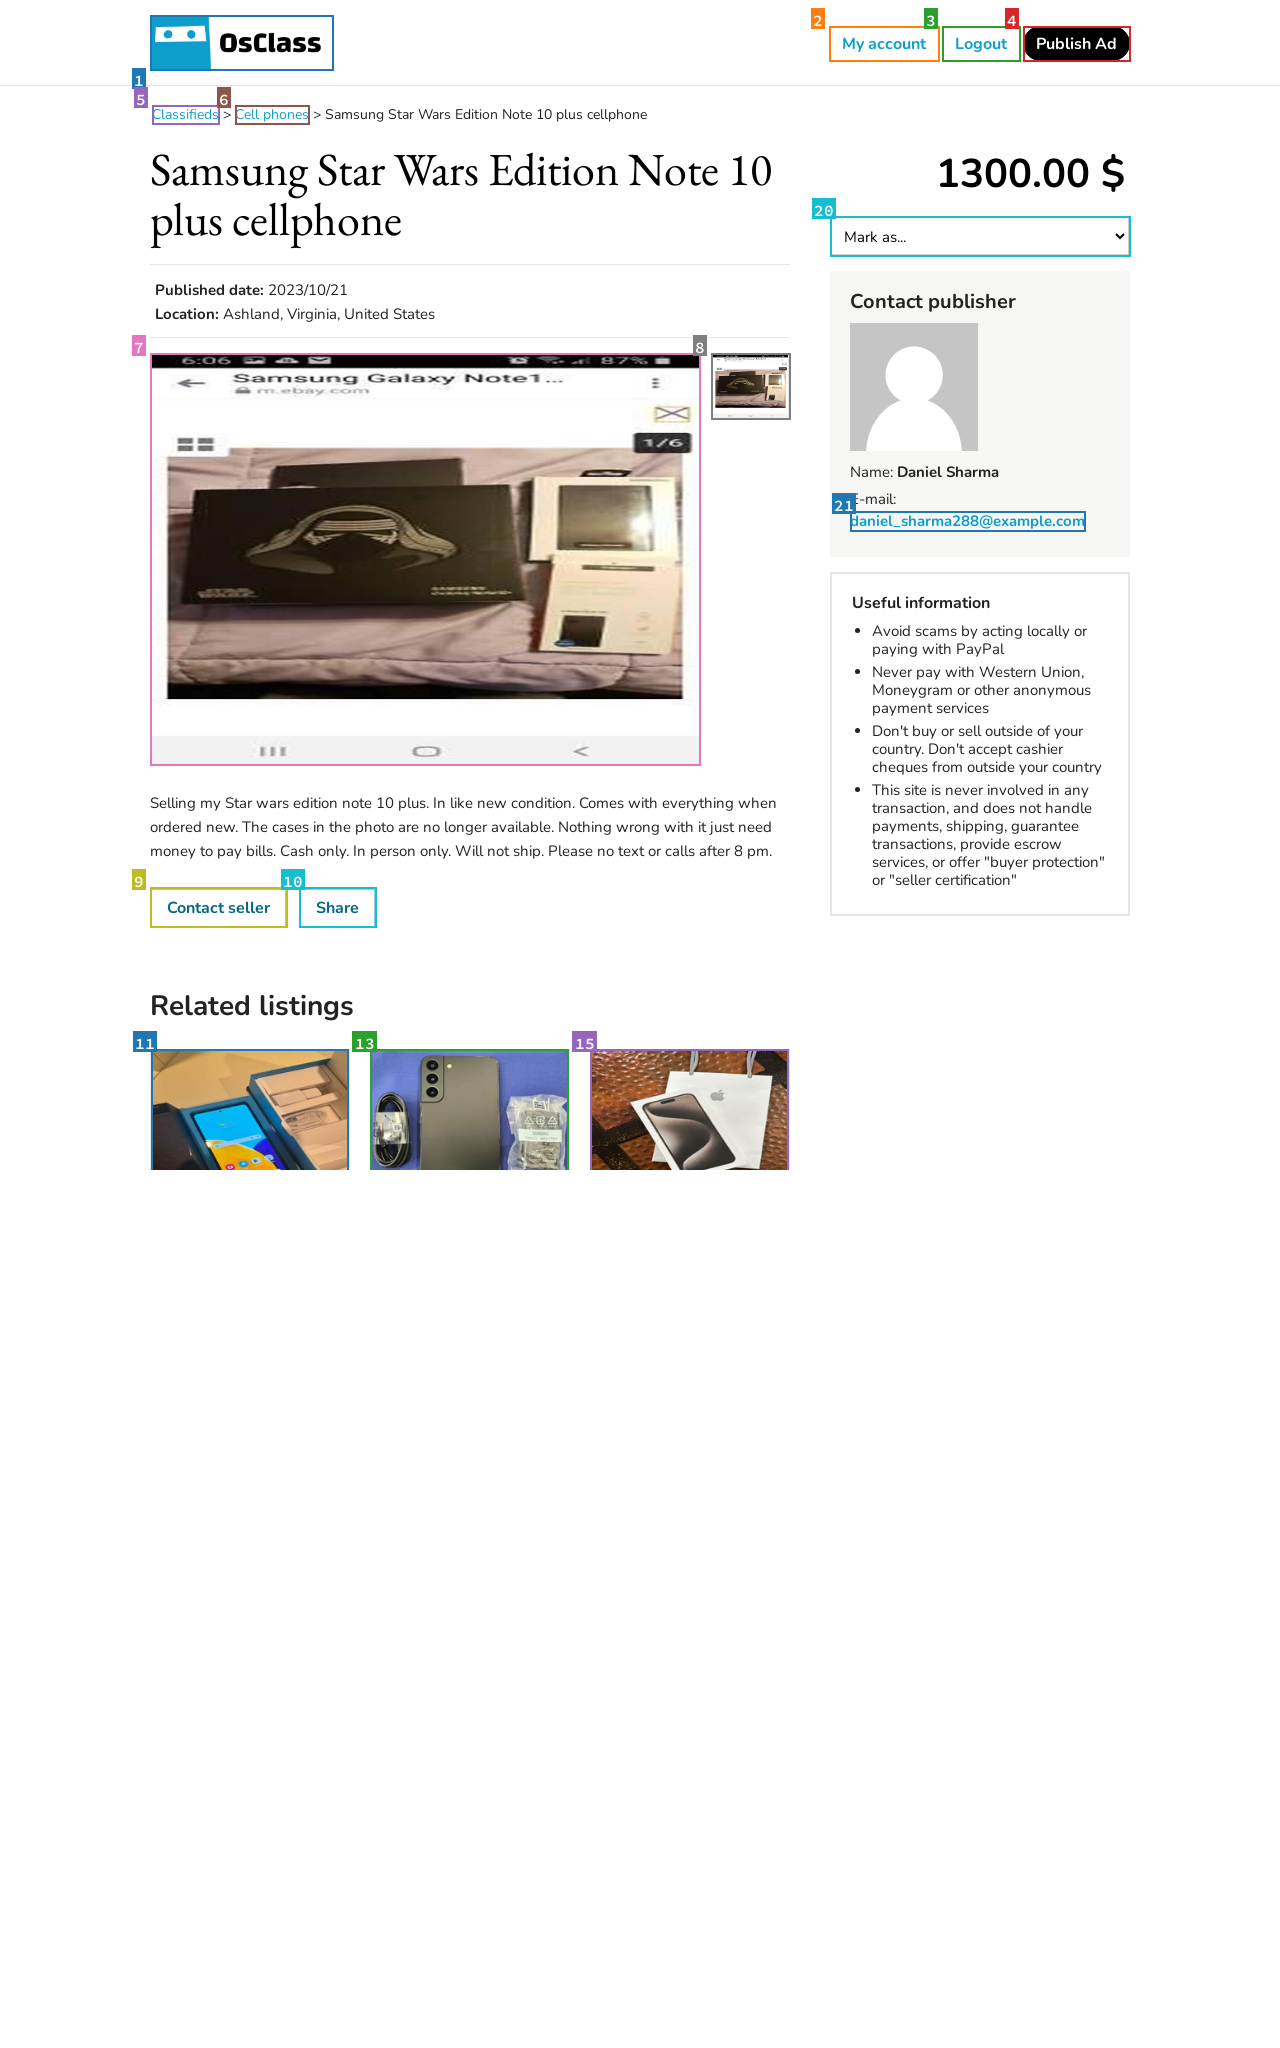 OsClass
2
3
4
My account
Logout
Publish Ad
1
5
6
Classifieds > Cell phones > Samsung Star Wars Edition Note 10 plus cellphone
Samsung Star Wars Edition Note 10
plus cellphone
1300.00 $
20
Mark as...
Published date: 2023/10/21
Location: Ashland, Virginia, United States
Contact publisher
7
8
6:06
87%
Samsung Galaxy Note1...
m.ebay.com
1/6
Name: Daniel Sharma
E-mail:
21
daniel_sharma288@example.com
Useful information
Avoid scams by acting locally or
paying with PayPal
Never pay with Western Union,
Moneygram or other anonymous
payment services
Don't buy or sell outside of your
country. Don't accept cashier
cheques from outside your country
This site is never involved in any
transaction, and does not handle
payments, shipping, guarantee
transactions, provide escrow
services, or offer "buyer protection"
or "seller certification"
Selling my Star wars edition note 10 plus. In like new condition. Comes with everything when
ordered new. The cases in the photo are no longer available. Nothing wrong with it just need
money to pay bills. Cash only. In person only. Will not ship. Please no text or calls after 8 pm.
9
10
Contact seller
Share
Related listings
11
13
15